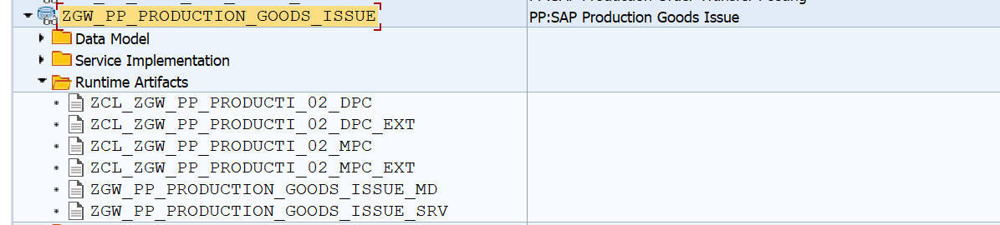 ZGW_PP_PRODUCTION_GOODS_ISSUE PP:SAP Production Goods Issue
Data Model
Service Implementation
Runtime Artifacts
ZCL_ZGW_PP_PRODUCTI_02_DPC
ZCL_ZGW_PP_PRODUCTI_02_DPC_EXT
ZCL_ZGW_PP_PRODUCTI_02_MPC
ZCL_ZGW_PP_PRODUCTI_02_MPC_EXT
ZGW_PP_PRODUCTION_GOODS_ISSUE_MD
ZGW_PP_PRODUCTION_GOODS_ISSUE_SRV